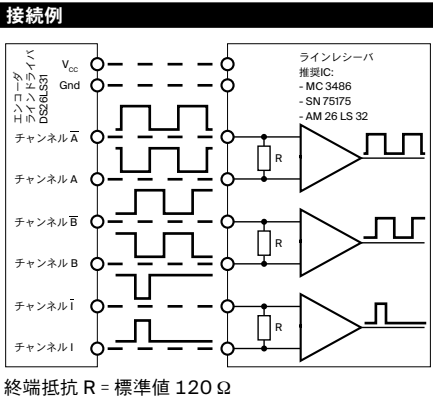 接続例
エンコーダ
ラインドライバ
DS26LS31
Vcc
Gnd
チャンネル A̅
チャンネル A
チャンネル B̅
チャンネル B
チャンネル I̅
チャンネル I
ラインレシーバ
推奨IC:
- MC 3486
- SN 75175
- AM 26 LS 32
R
R
R
終端抵抗 R = 標準値 120 Ω